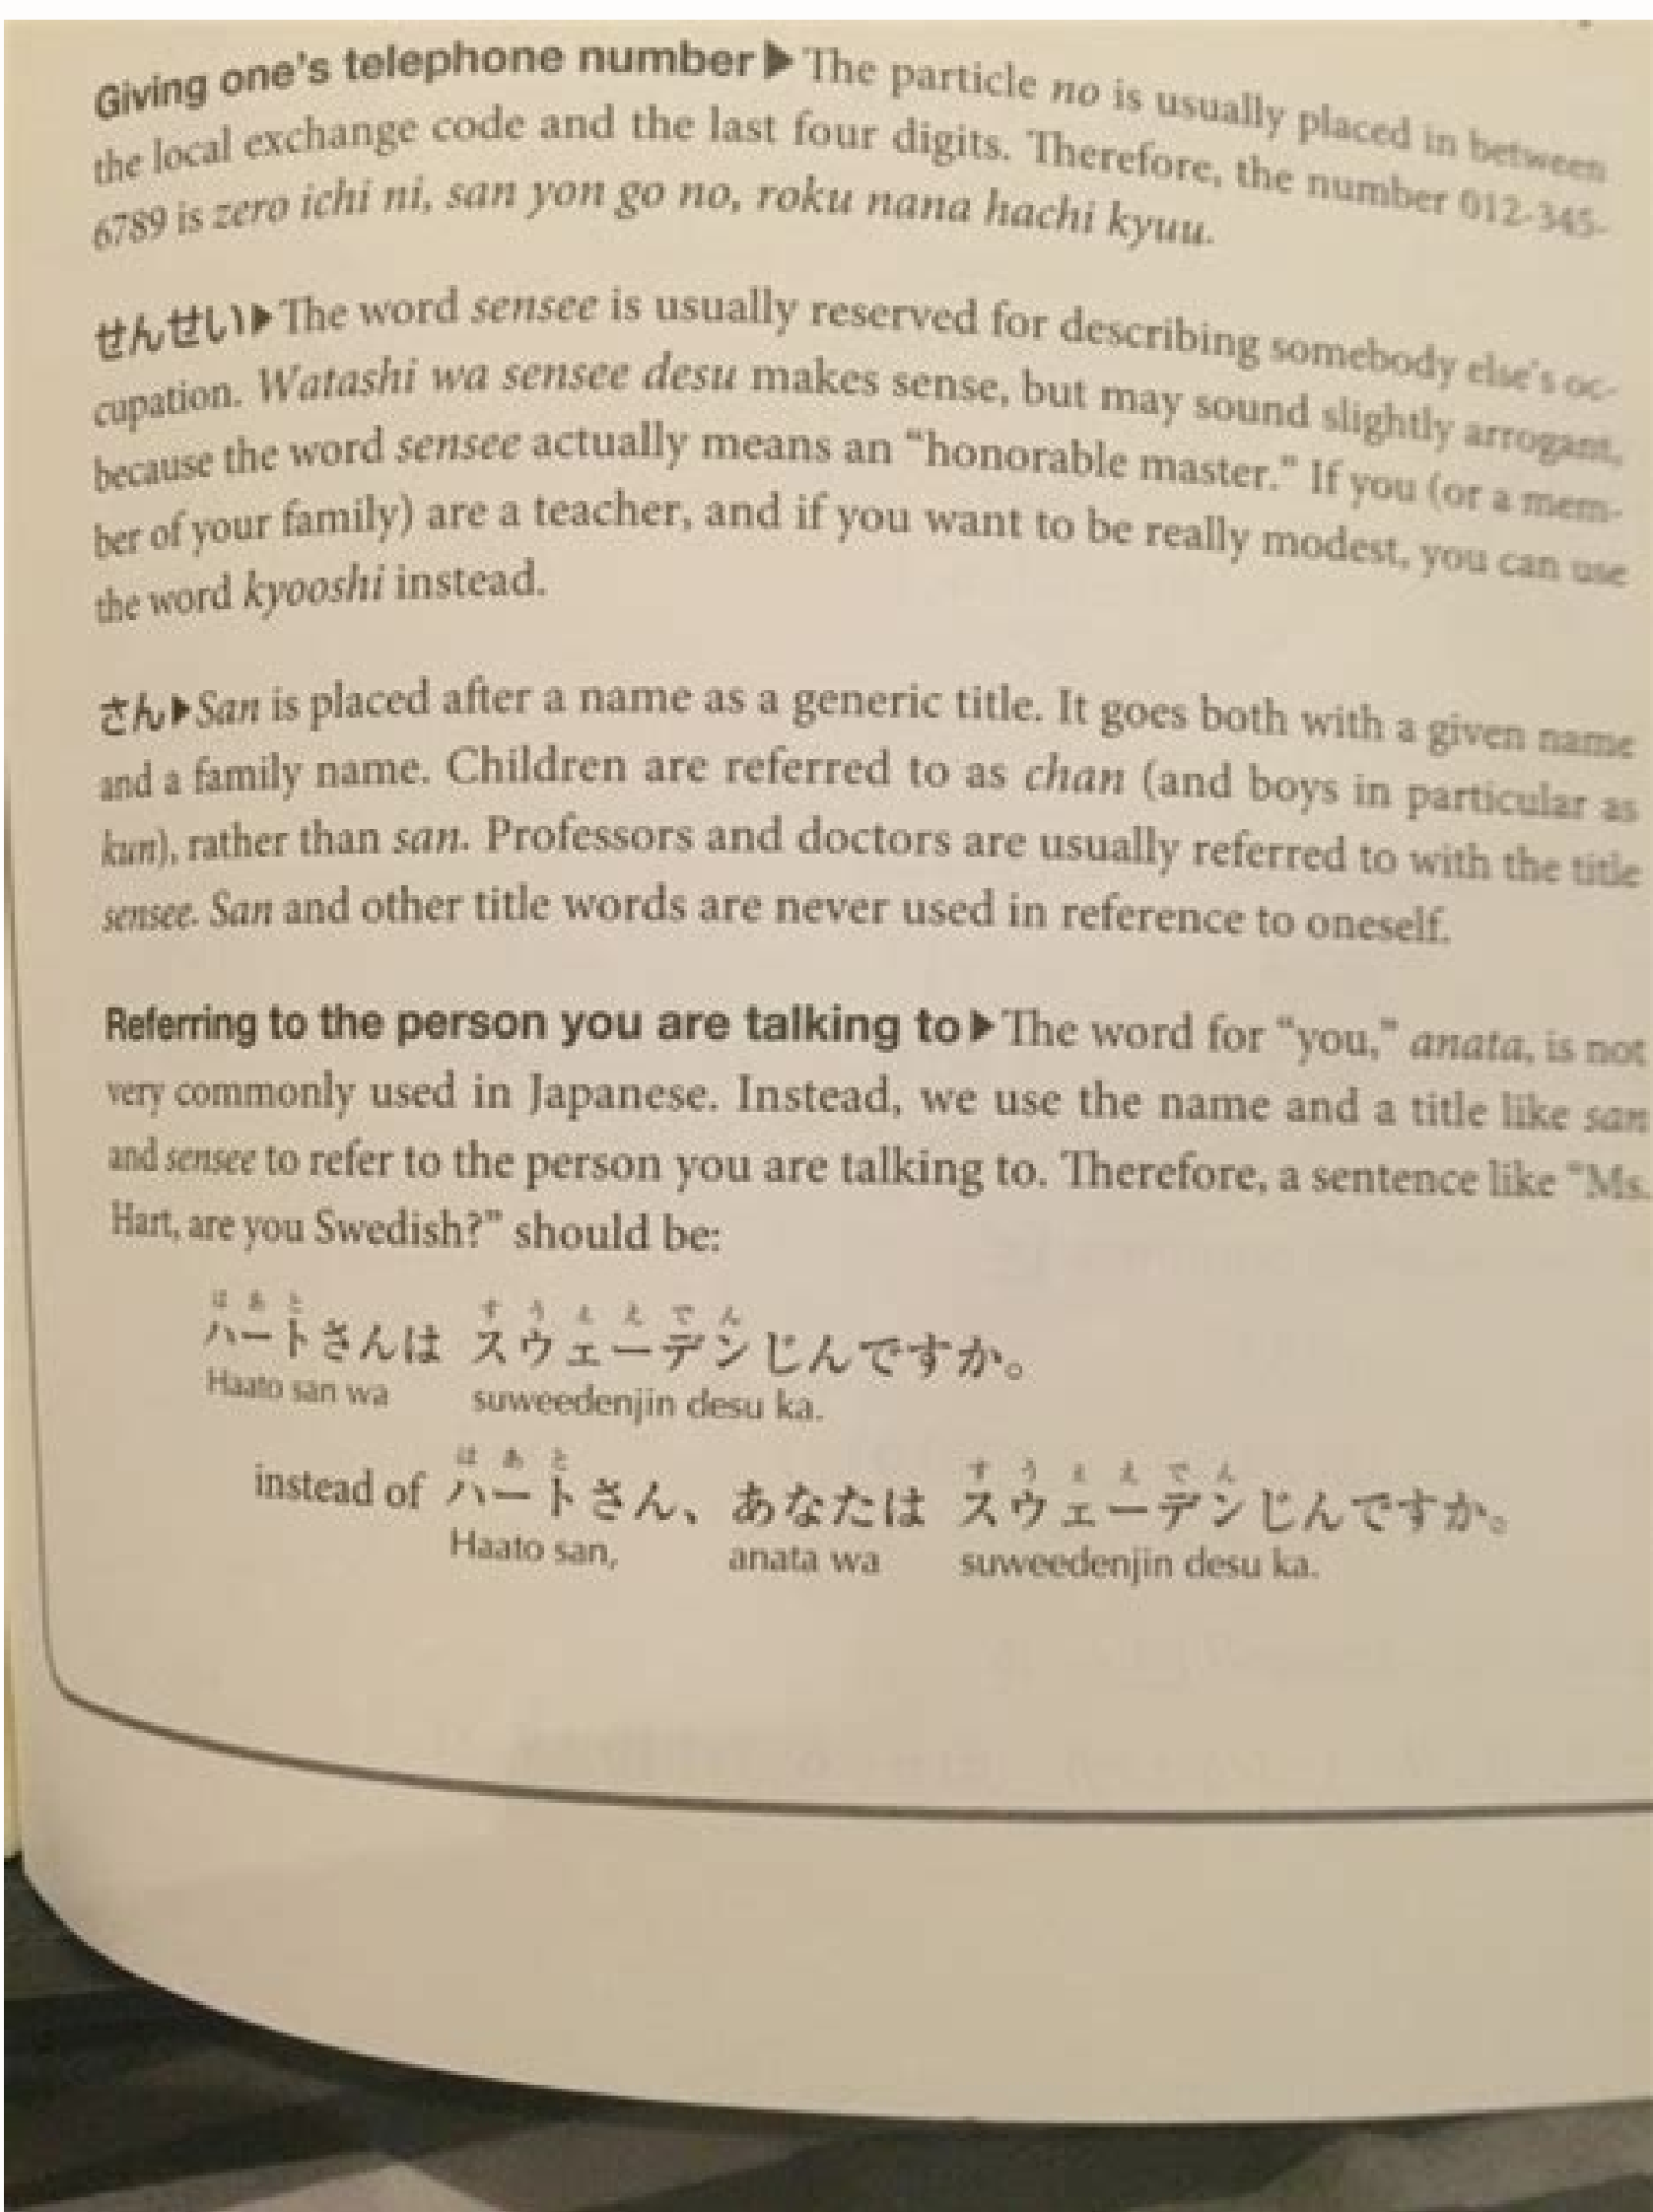 Giving one's telephone number▶The particle no is usually placed in between
the local exchange code and the last four digits. Therefore, the number 012-345-
6789 is zero ichi ni, san yon go no, roku nana hachi kyuu.
せんせい▶The word sensee is usually reserved for describing somebody else's oc-
cupation. Watashi wa sensee desu makes sense, but may sound slightly arrogant,
because the word sensee actually means an “honorable master.” If you (or a mem-
ber of your family) are a teacher, and if you want to be really modest, you can use
the word kyooshi instead.
さん▶San is placed after a name as a generic title. It goes both with a given name
and a family name. Children are referred to as chan (and boys in particular as
kun), rather than san. Professors and doctors are usually referred to with the title
sensee. San and other title words are never used in reference to oneself.
Referring to the person you are talking to▶The word for “you,” anata, is not
very commonly used in Japanese. Instead, we use the name and a title like san
and sensee to refer to the person you are talking to. Therefore, a sentence like “Ms.
Hart, are you Swedish?” should be:
はあと すうぇえでん
ハートさんは スウェーデンじんですか。
Haato san wa suweedenjin desu ka.
はあと すうぇえでん
instead of ハートさん、あなたは スウェーデンじんですか。
Haato san, anata wa suweedenjin desu ka.